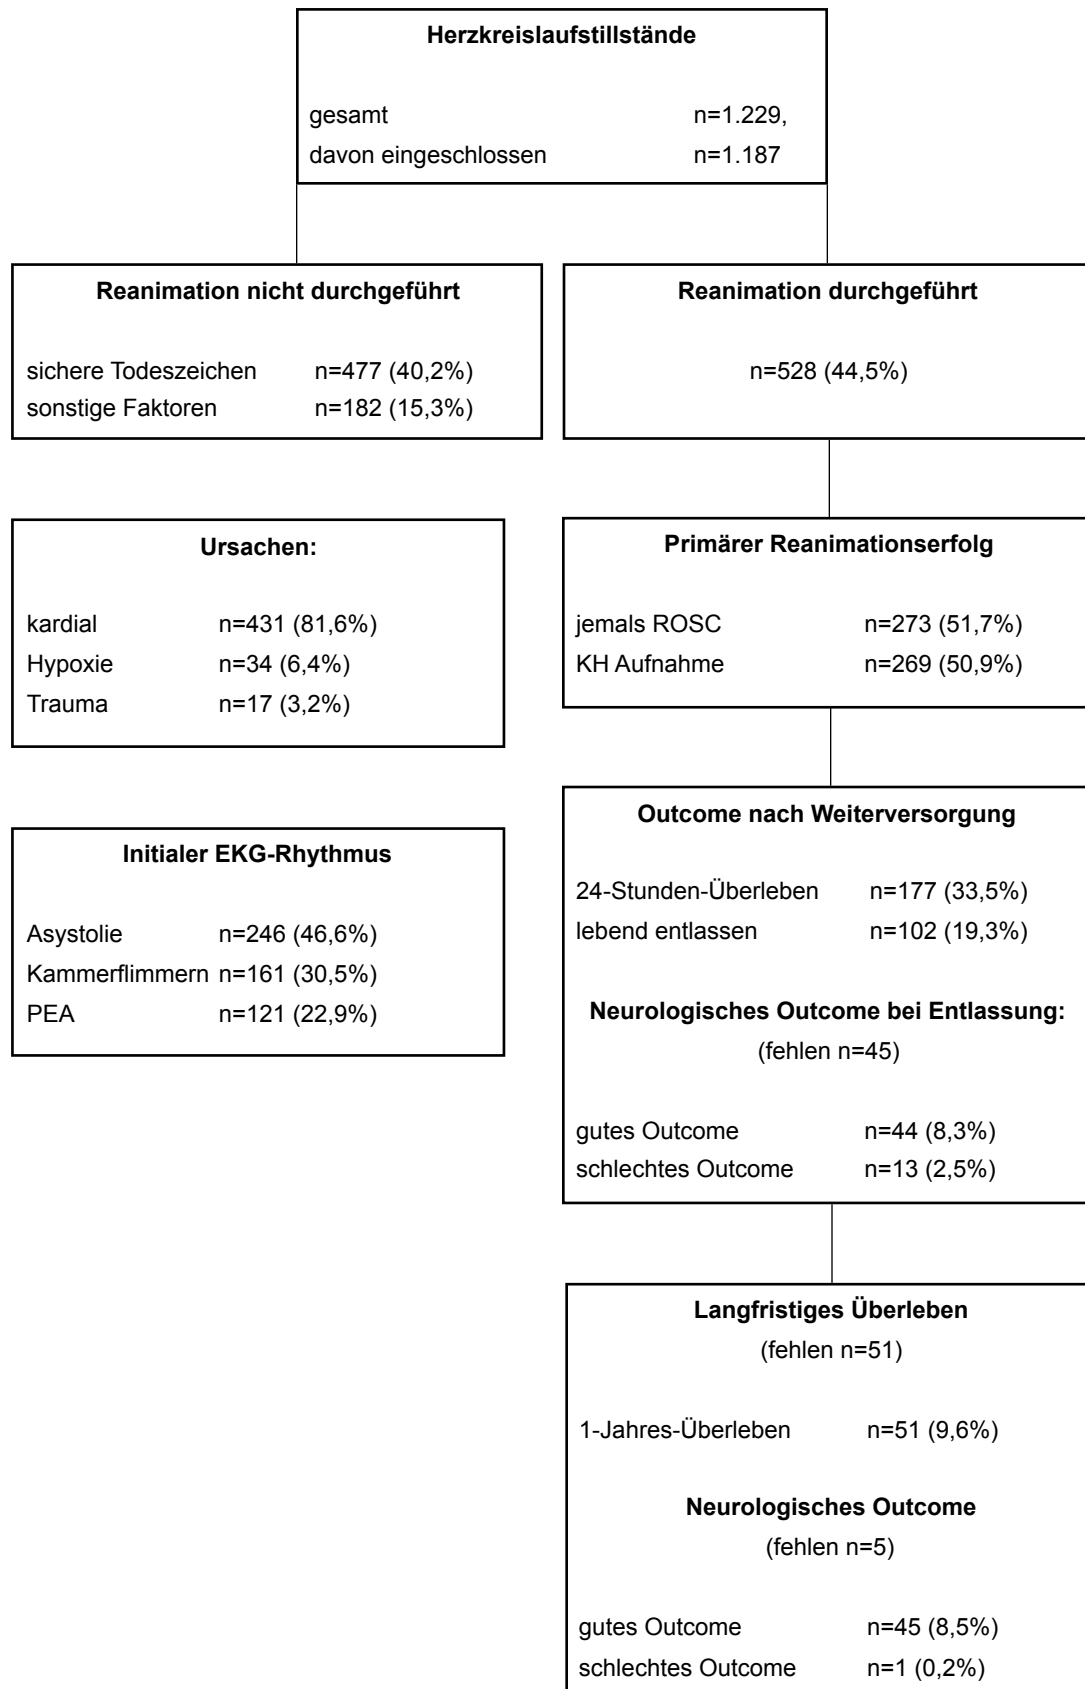 Herzkreislaufstillstände
gesamt n=1.229,
davon eingeschlossen n=1.187
Reanimation nicht durchgeführt
sichere Todeszeichen n=477 (40,2%)
sonstige Faktoren n=182 (15,3%)
Reanimation durchgeführt
n=528 (44,5%)
Ursachen:
kardial n=431 (81,6%)
Hypoxie n=34 (6,4%)
Trauma n=17 (3,2%)
Primärer Reanimationserfolg
jemals ROSC n=273 (51,7%)
KH Aufnahme n=269 (50,9%)
Initialer EKG-Rhythmus
Asystolie n=246 (46,6%)
Kammerflimmern n=161 (30,5%)
PEA n=121 (22,9%)
Outcome nach Weiterversorgung
24-Stunden-Überleben n=177 (33,5%)
lebend entlassen n=102 (19,3%)
Neurologisches Outcome bei Entlassung:
(fehlen n=45)
gutes Outcome n=44 (8,3%)
schlechtes Outcome n=13 (2,5%)
Langfristiges Überleben
(fehlen n=51)
1-Jahres-Überleben n=51 (9,6%)
Neurologisches Outcome
(fehlen n=5)
gutes Outcome n=45 (8,5%)
schlechtes Outcome n=1 (0,2%)